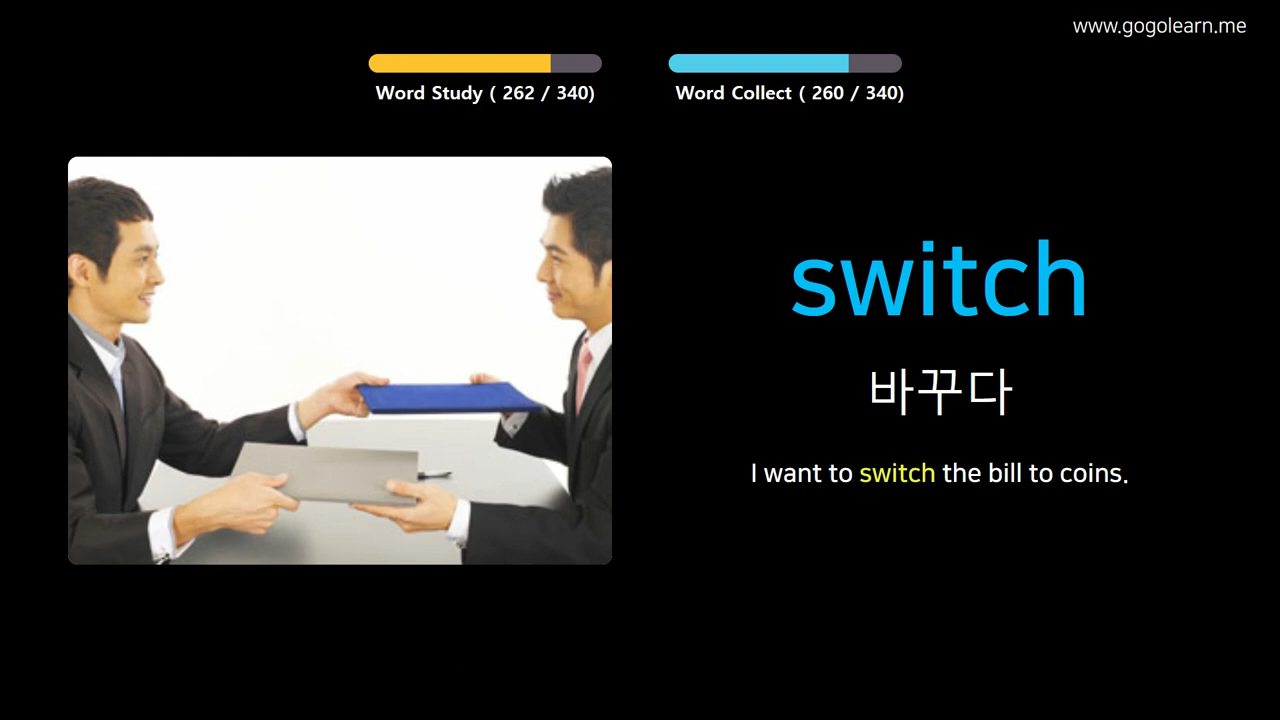 www.gogolearn.me
Word Study ( 262 / 340)
Word Collect ( 260 / 340)
switch
바꾸다
I want to switch the bill to coins.